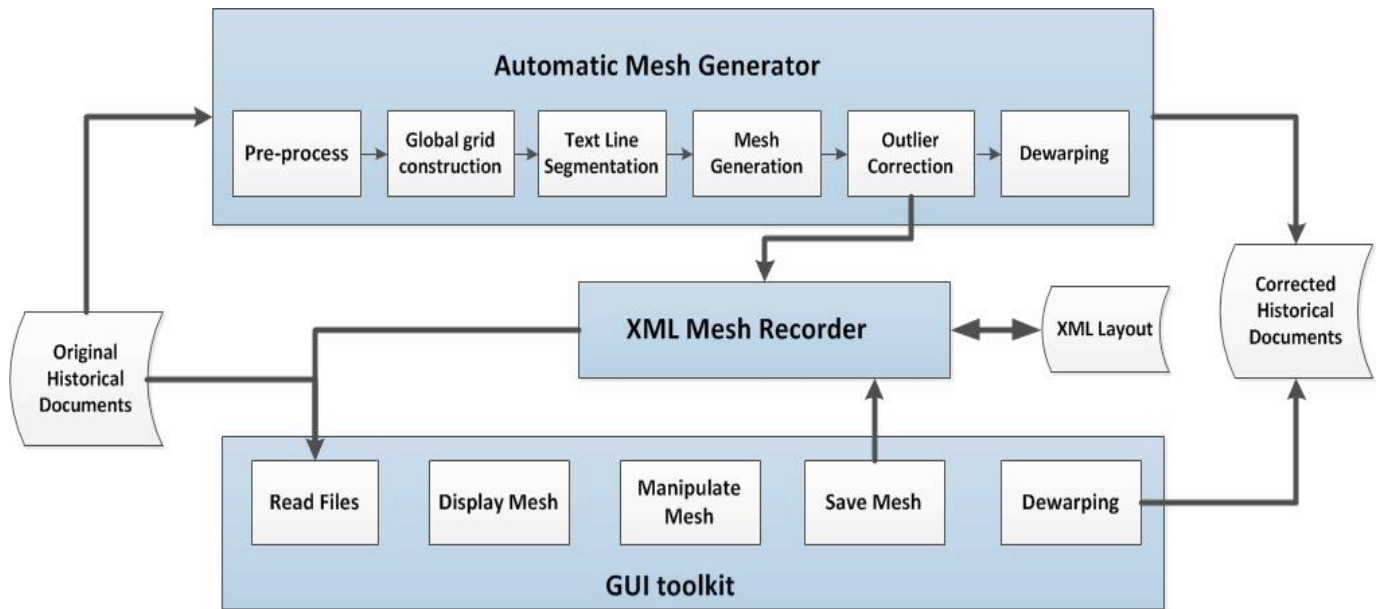 Automatic Mesh Generator
Pre-process
Global grid
construction
Text Line
Segmentation
Mesh
Generation
Outlier
Correction
Dewarping
Original
Historical
Documents
XML Mesh Recorder
XML Layout
Corrected
Historical
Documents
Read Files
Display Mesh
Manipulate
Mesh
Save Mesh
Dewarping
GUI toolkit